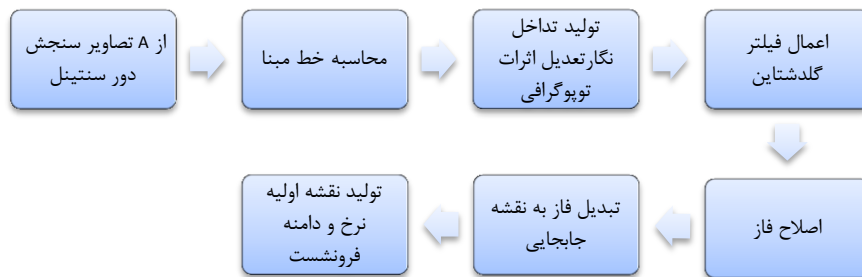 از A تصاویر سنجش
دور سنتینل
محاسبه خط مبنا
تولید تداخل
نگارتعدیل اثرات
توپوگرافی
اعمال فیلتر
گلدشتاین
اصلاح فاز
تبدیل فاز به نقشه
جابجایی
تولید نقشه اولیه
نرخ و دامنه
فرونشست